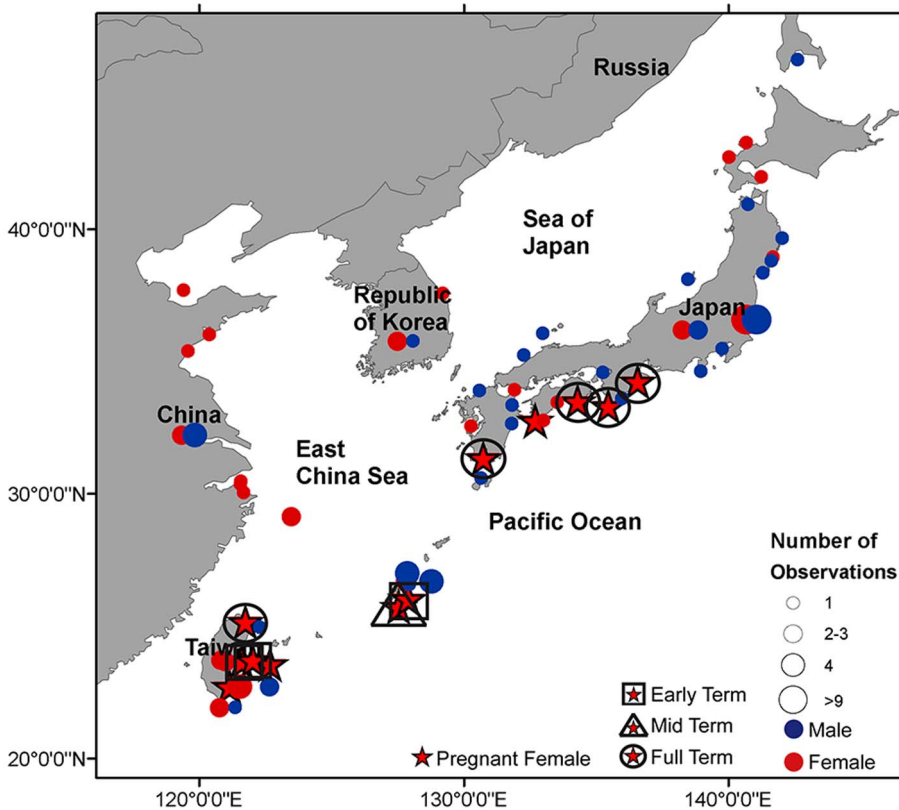 Russia
40°0'0"N
Sea of
Japan
Republic
of Korea
Japan
China
East
China Sea
30°0'0"N
Pacific Ocean
Number of
Observations
1
2-3
4
>9
Male
Female
Taiwan
Early Term
Mid Term
Full Term
Pregnant Female
20°0'0"N
120°0'0"E
130°0'0"E
140°0'0"E